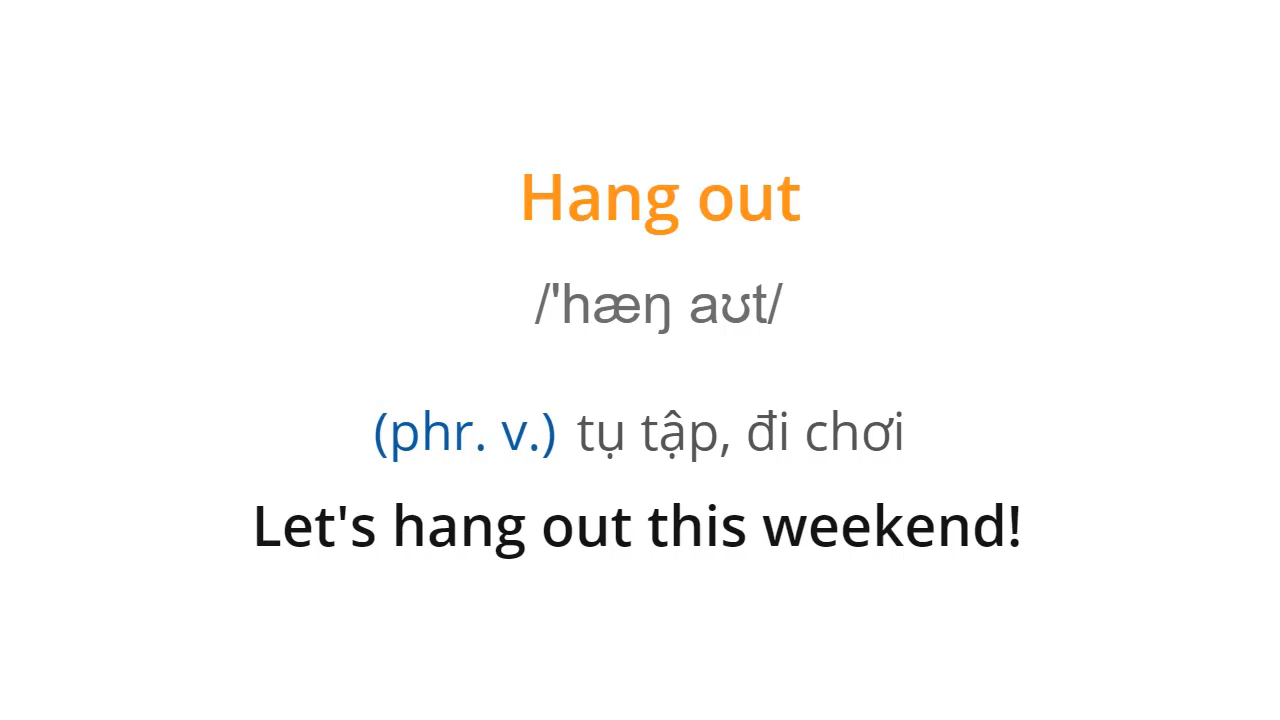 Hang out
/'hæŋ aʊt/
(phr. v.) tụ tập, đi chơi
Let's hang out this weekend!